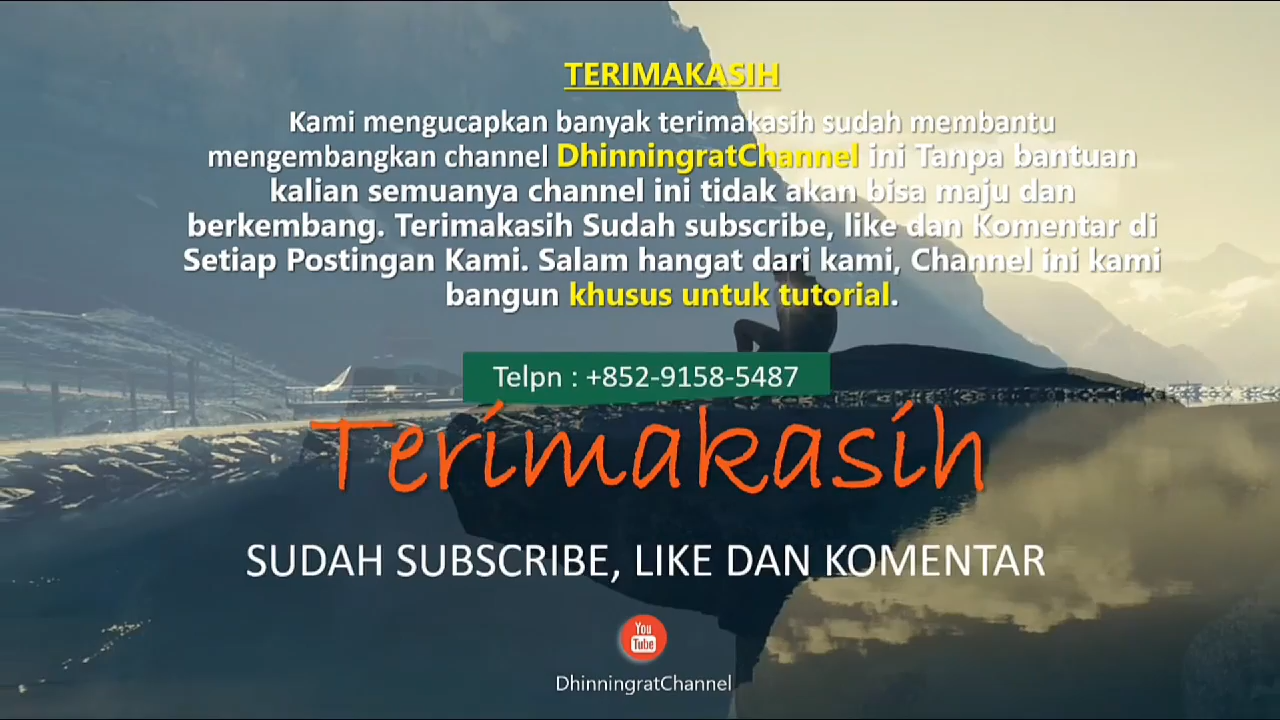 TERIMAKASIH
Kami mengucapkan banyak terimakasih sudah membantu
mengembangkan channel DhinningratChannel ini Tanpa bantuan
kalian semuanya channel ini tidak akan bisa maju dan
berkembang. Terimakasih Sudah subscribe, like dan Komentar di
Setiap Postingan Kami. Salam hangat dari kami, Channel ini kami
bangun khusus untuk tutorial.
Telpn : +852-9158-5487
Terimakasih
SUDAH SUBSCRIBE, LIKE DAN KOMENTAR
You
Tube
DhinningratChannel